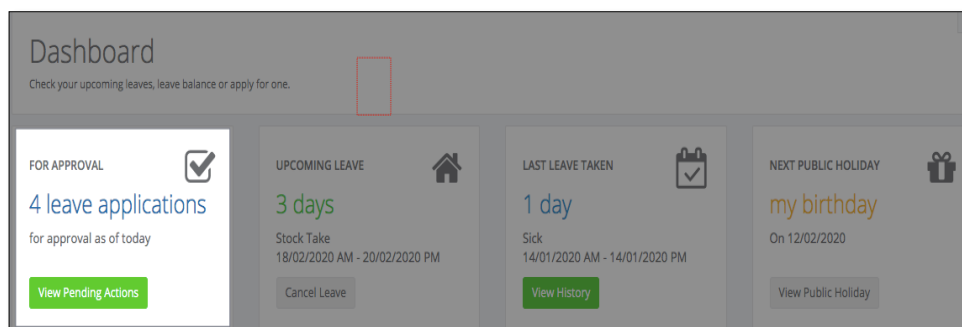 Dashboard
Check your upcoming leaves, leave balance or apply for one.
FOR APPROVAL
4 leave applications
for approval as of today
View Pending Actions
UPCOMING LEAVE
3 days
Stock Take
18/02/2020 AM - 20/02/2020 PM
Cancel Leave
LAST LEAVE TAKEN
1 day
Sick
14/01/2020 AM - 14/01/2020 PM
View History
NEXT PUBLIC HOLIDAY
my birthday
On 12/02/2020
View Public Holiday